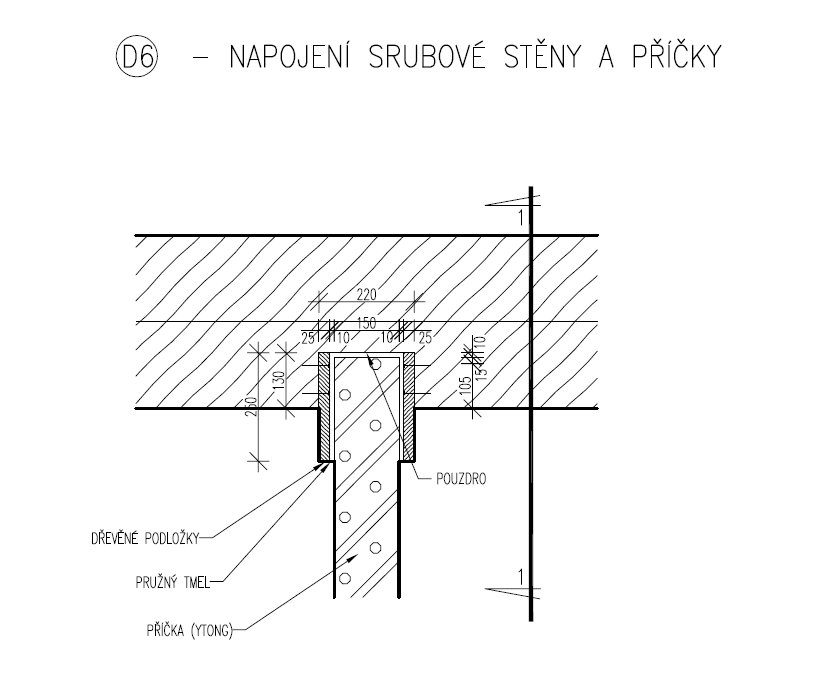 D6 – NAPOJENÍ SRUBOVÉ STĚNY A PŘÍČKY
1
220
150
25 10 10 25
10
15
105
130
250
POUZDRO
DŘEVĚNÉ PODLOŽKY
PRUŽNÝ TMEL
1
PŘÍČKA (YTONG)